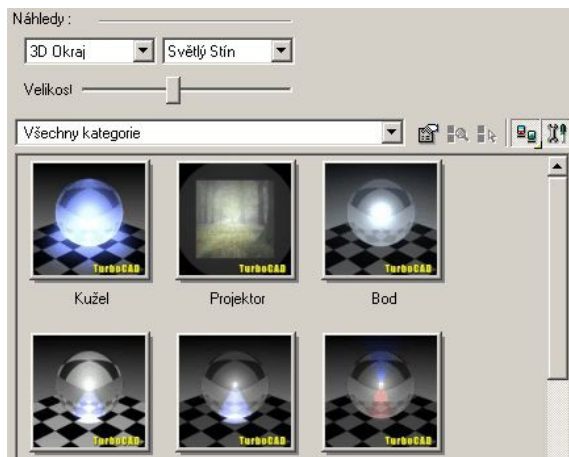 Náhledy :
3D Okraj Světlý Stín
Velikost
Všechny kategorie
TurboCAD TurboCAD TurboCAD
Kužel Projektor Bod
TurboCAD TurboCAD TurboCAD